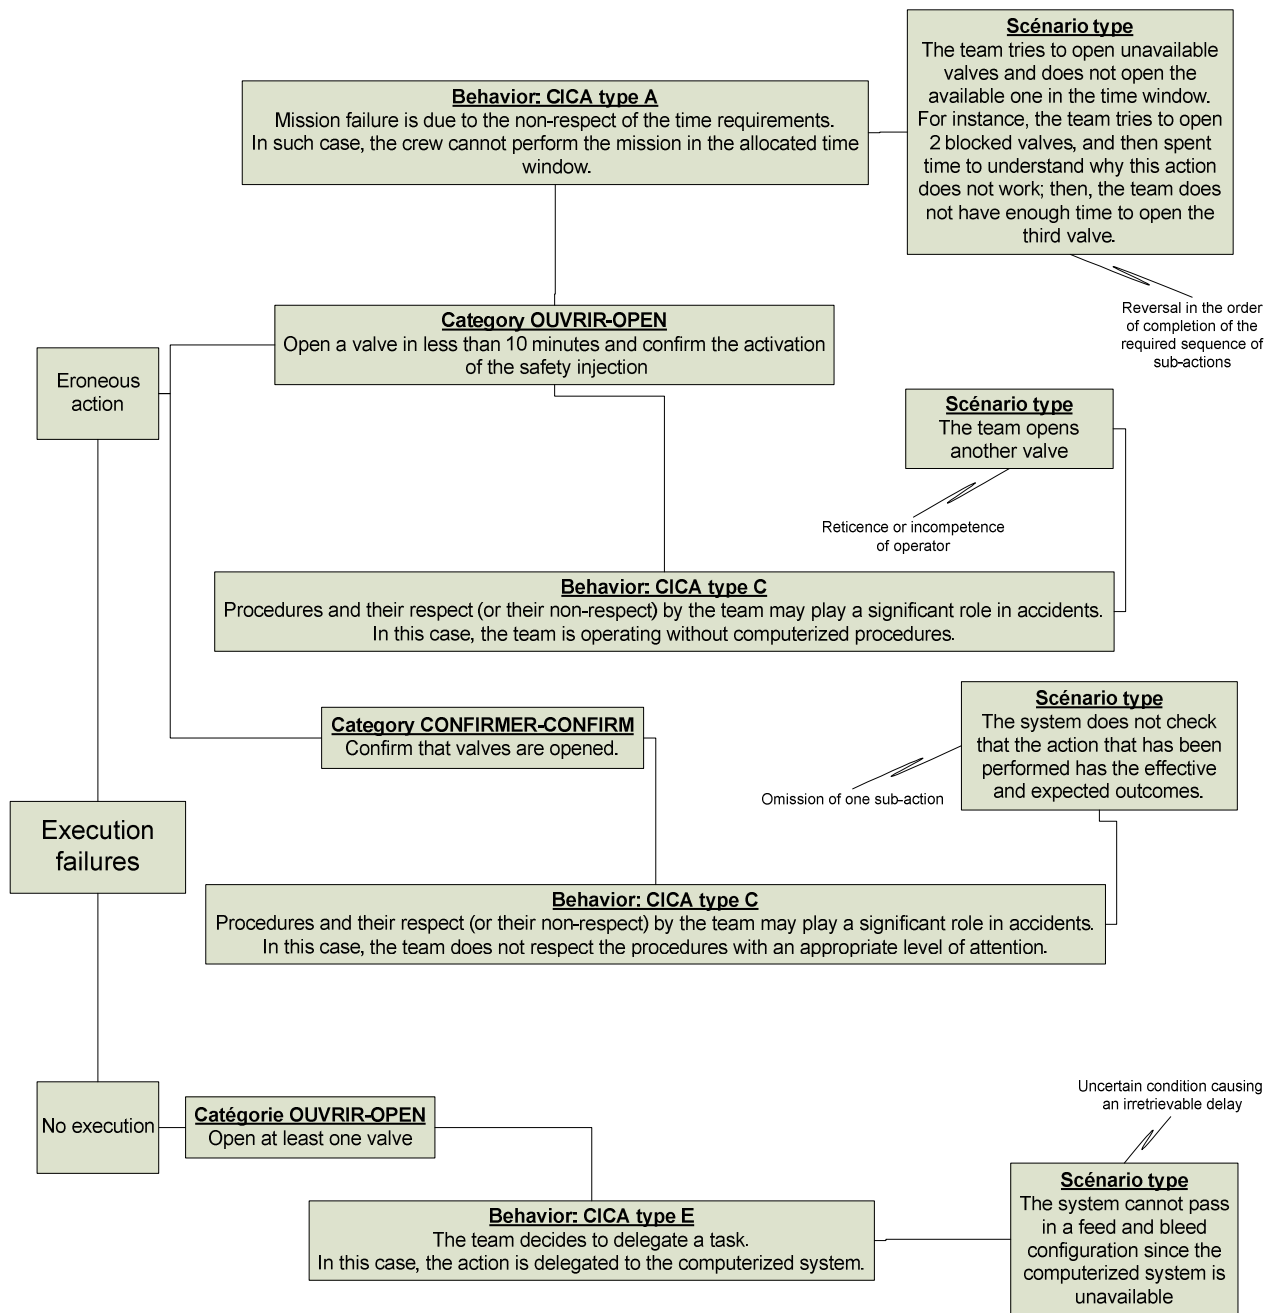 Scénario type
The team tries to open unavailable
valves and does not open the
available one in the time window.
For instance, the team tries to open
2 blocked valves, and then spent
time to understand why this action
does not work; then, the team does
not have enough time to open the
third valve.
Behavior: CICA type A
Mission failure is due to the non-respect of the time requirements.
In such case, the crew cannot perform the mission in the allocated time
window.
Reversal in the order
of completion of the
required sequence of
sub-actions
Category OUVRIR-OPEN
Open a valve in less than 10 minutes and confirm the activation
of the safety injection
Eroneous
action
Scénario type
The team opens
another valve
Reticence or incompetence
of operator
Behavior: CICA type C
Procedures and their respect (or their non-respect) by the team may play a significant role in accidents.
In this case, the team is operating without computerized procedures.
Category CONFIRMER-CONFIRM
Confirm that valves are opened.
Scénario type
The system does not check
that the action that has been
performed has the effective
and expected outcomes.
Omission of one sub-action
Execution
failures
Behavior: CICA type C
Procedures and their respect (or their non-respect) by the team may play a significant role in accidents.
In this case, the team does not respect the procedures with an appropriate level of attention.
No execution
Catégorie OUVRIR-OPEN
Open at least one valve
Uncertain condition causing
an irretrievable delay
Behavior: CICA type E
The team decides to delegate a task.
In this case, the action is delegated to the computerized system.
Scénario type
The system cannot pass
in a feed and bleed
configuration since the
computerized system is
unavailable